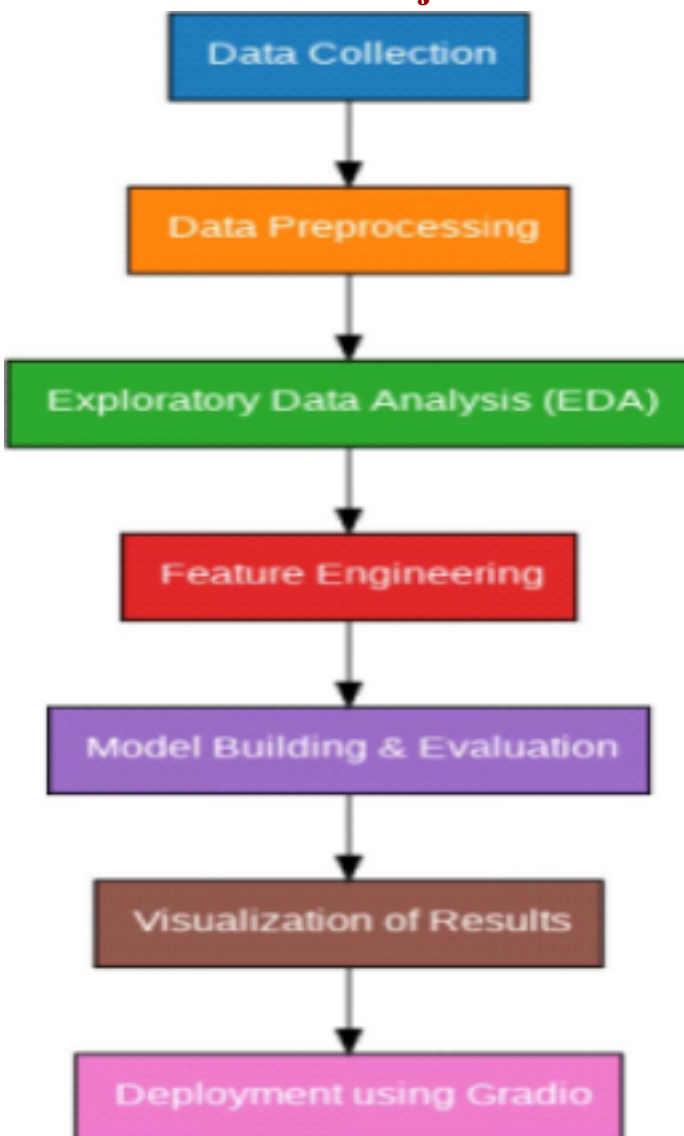 Data Collection
Data Preprocessing
Exploratory Data Analysis (EDA)
Feature Engineering
Model Building & Evaluation
Visualization of Results
Deployment using Gradio